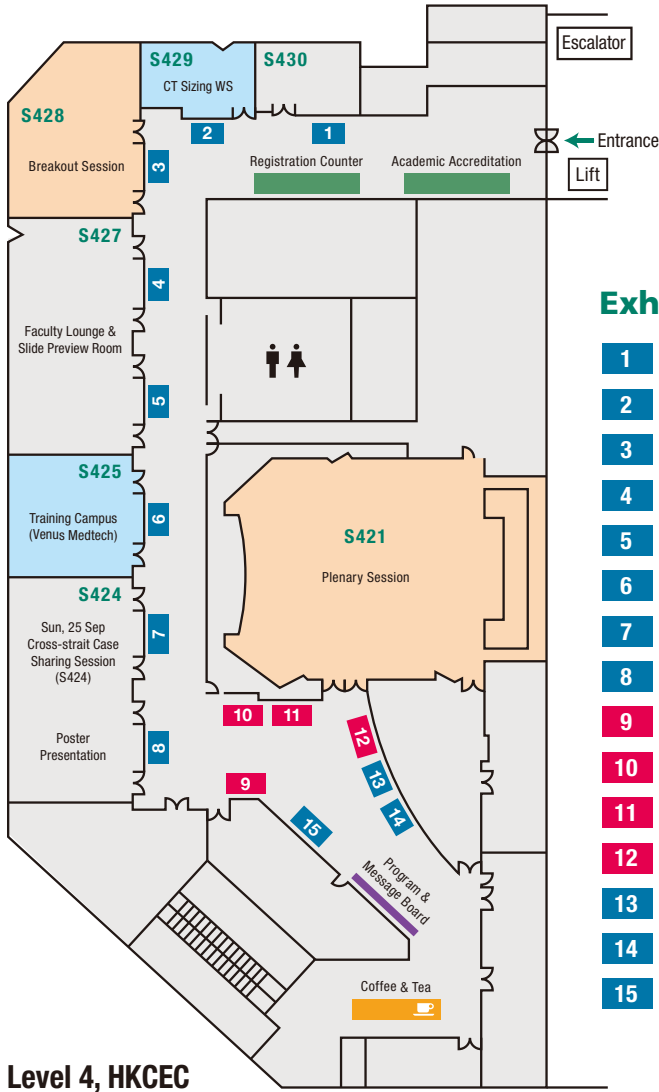 Escalator
S429
S430
CT Sizing WS
S428
2
1
Entrance
Breakout Session
3
Registration Counter
Academic Accreditation
Lift
S427
4
Faculty Lounge &
Slide Preview Room
5
S425
Training Campus
(Venus Medtech)
6
S421
Plenary Session
S424
Sun, 25 Sep
Cross-strait Case
Sharing Session
(S424)
7
Poster
Presentation
8
10
11
12
13
14
9
15
Program &
Message Board
Coffee & Tea
Level 4, HKCEC
Exh
1
2
3
4
5
6
7
8
9
10
11
12
13
14
15